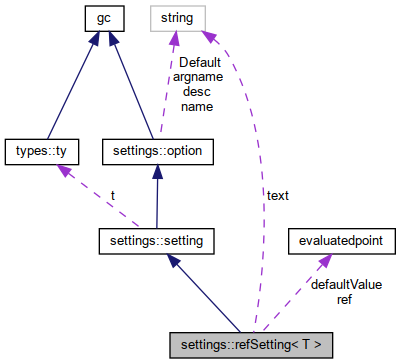 gc
string
Default
argname
desc
name
types::ty
settings::option
t
text
settings::setting
evaluatedpoint
defaultValue
ref
settings::refSetting< T >